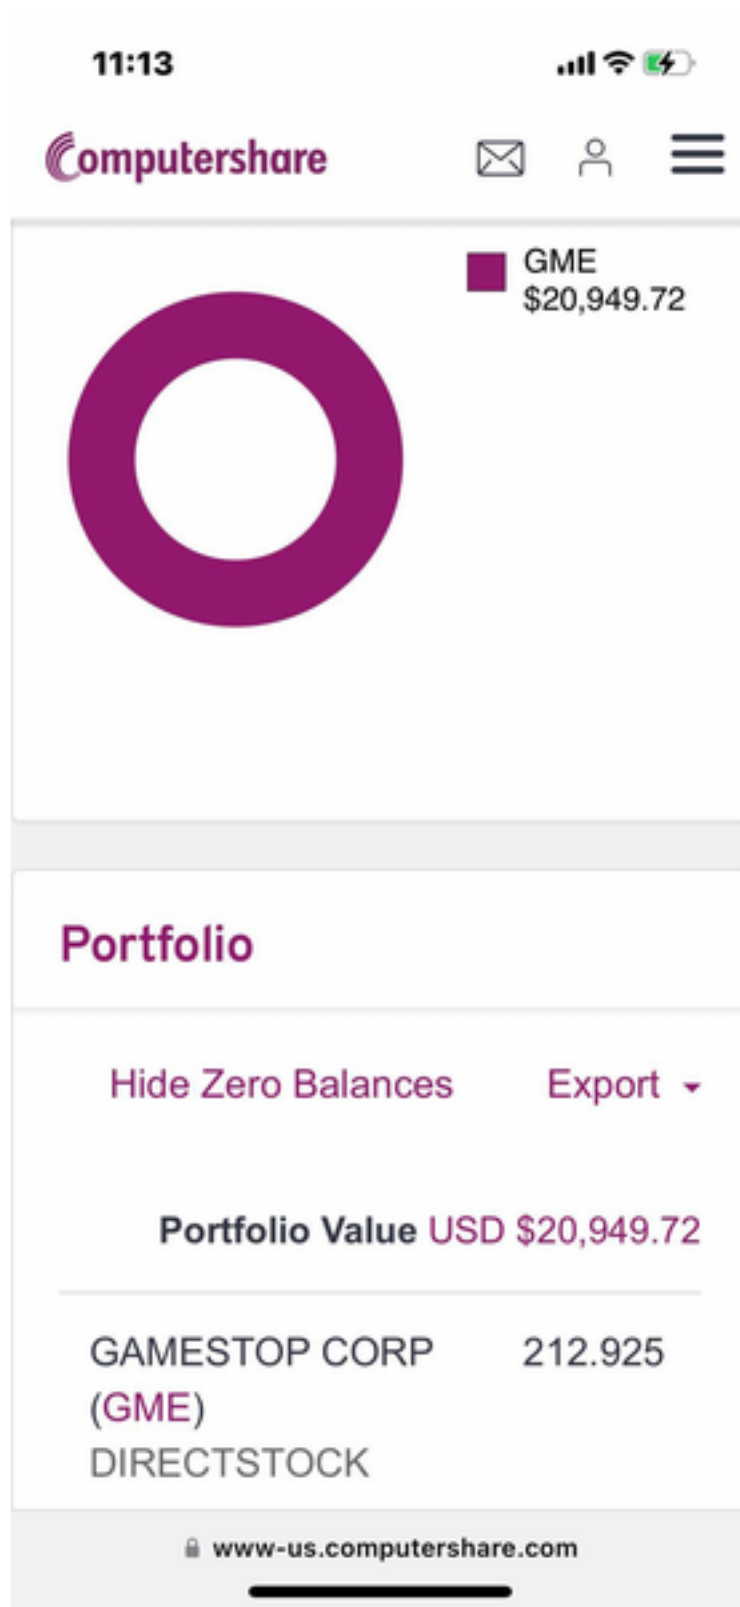 11:13
Computershare
GME
$20,949.72
Portfolio
Hide Zero Balances Export
Portfolio Value USD $20,949.72
GAMESTOP CORP 212.925
(GME)
DIRECTSTOCK
www-us.computershare.com